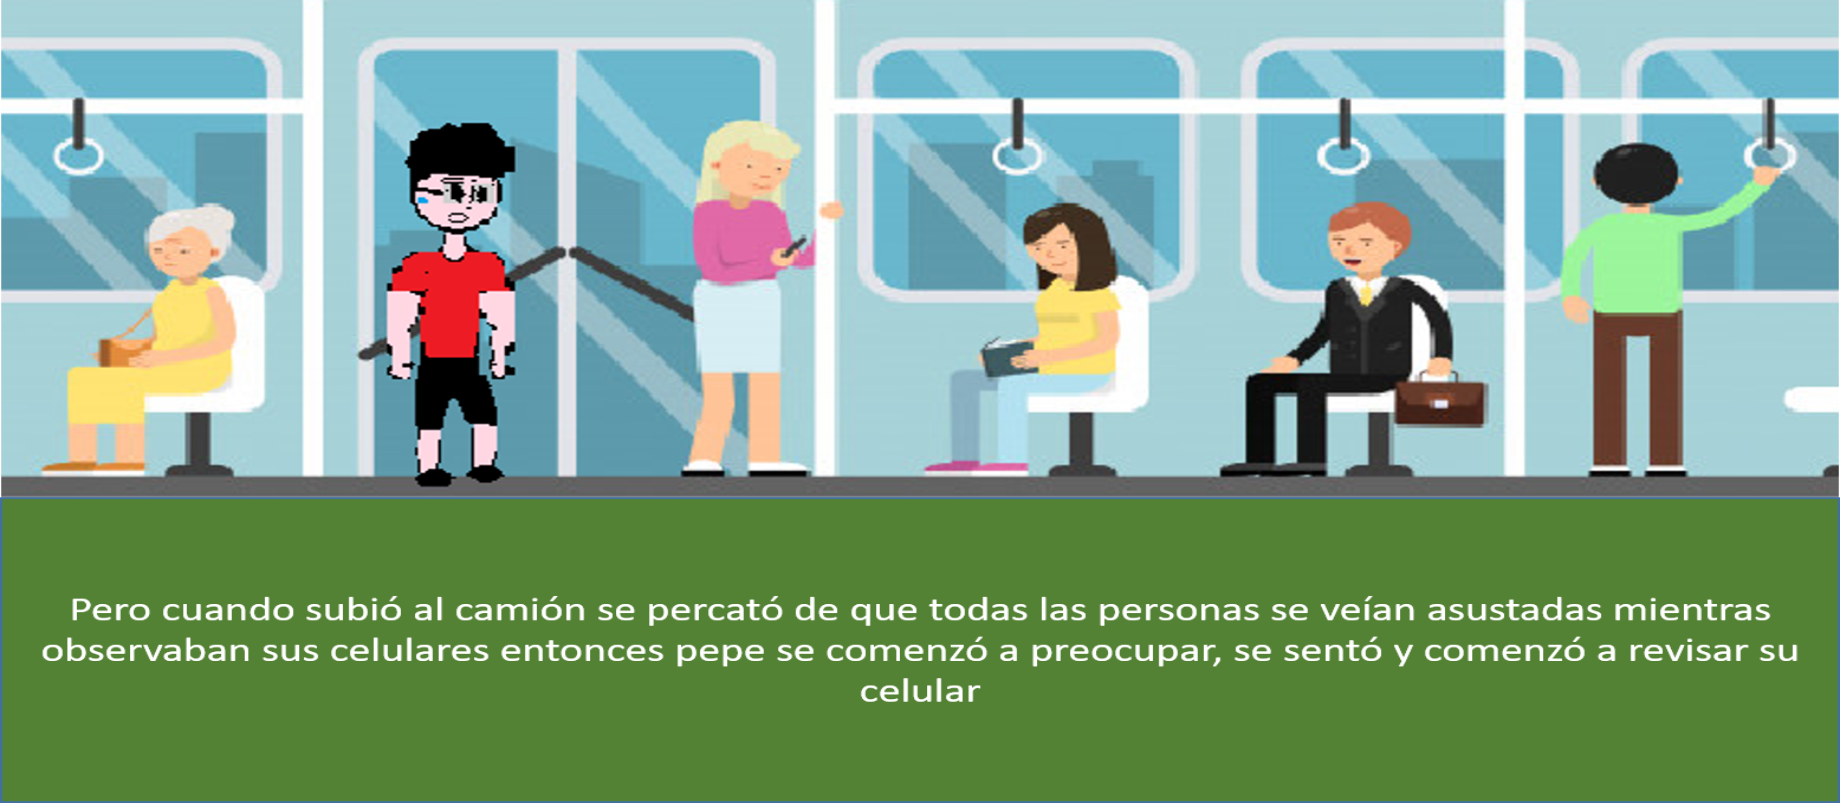 Pero cuando subió al camión se percató de que todas las personas se veían asustadas mientras
observaban sus celulares entonces pepe se comenzó a preocupar, se sentó y comenzó a revisar su
celular